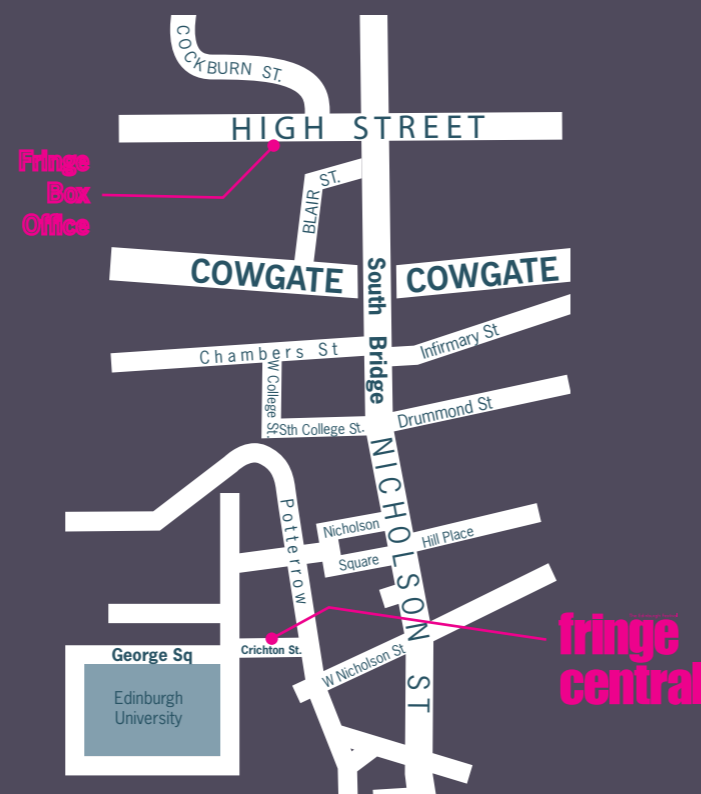 COCKBURN ST.
HIGH STREET
Fringe
Box
Office
BLAIR ST.
COWGATE
South Bridge
COWGATE
Chambers St
Infirmary St
W College St.
Sth College St.
Drummond St
NICHOLSON ST
Potterrow
Nicholson
Square
Hill Place
fringe
central
George Sq
Crichton St.
W Nicholson St
Edinburgh
University